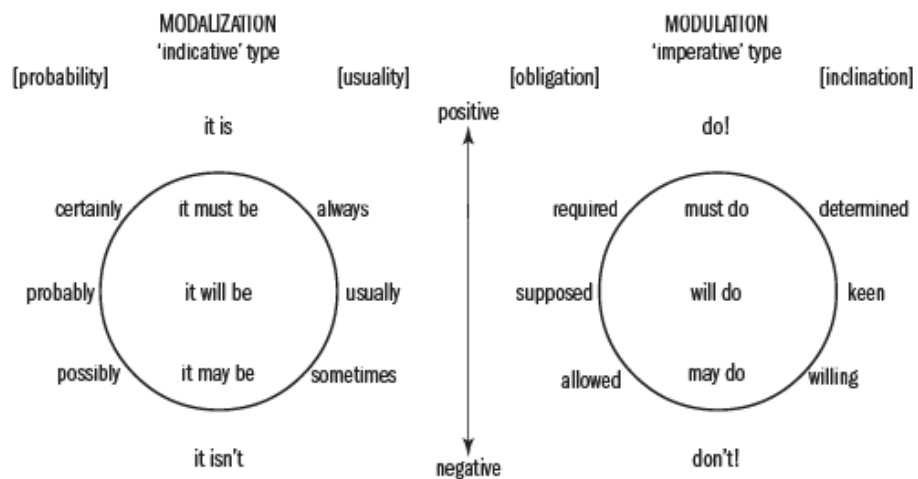 MODALIZATION
'indicative' type
[probability]
[usuality]
it is
certainly
it must be
always
probably
it will be
usually
possibly
it may be
sometimes
it isn't
positive
negative
MODULATION
'imperative' type
[obligation]
[inclination]
do!
required
must do
determined
supposed
will do
keen
allowed
may do
willing
don't!